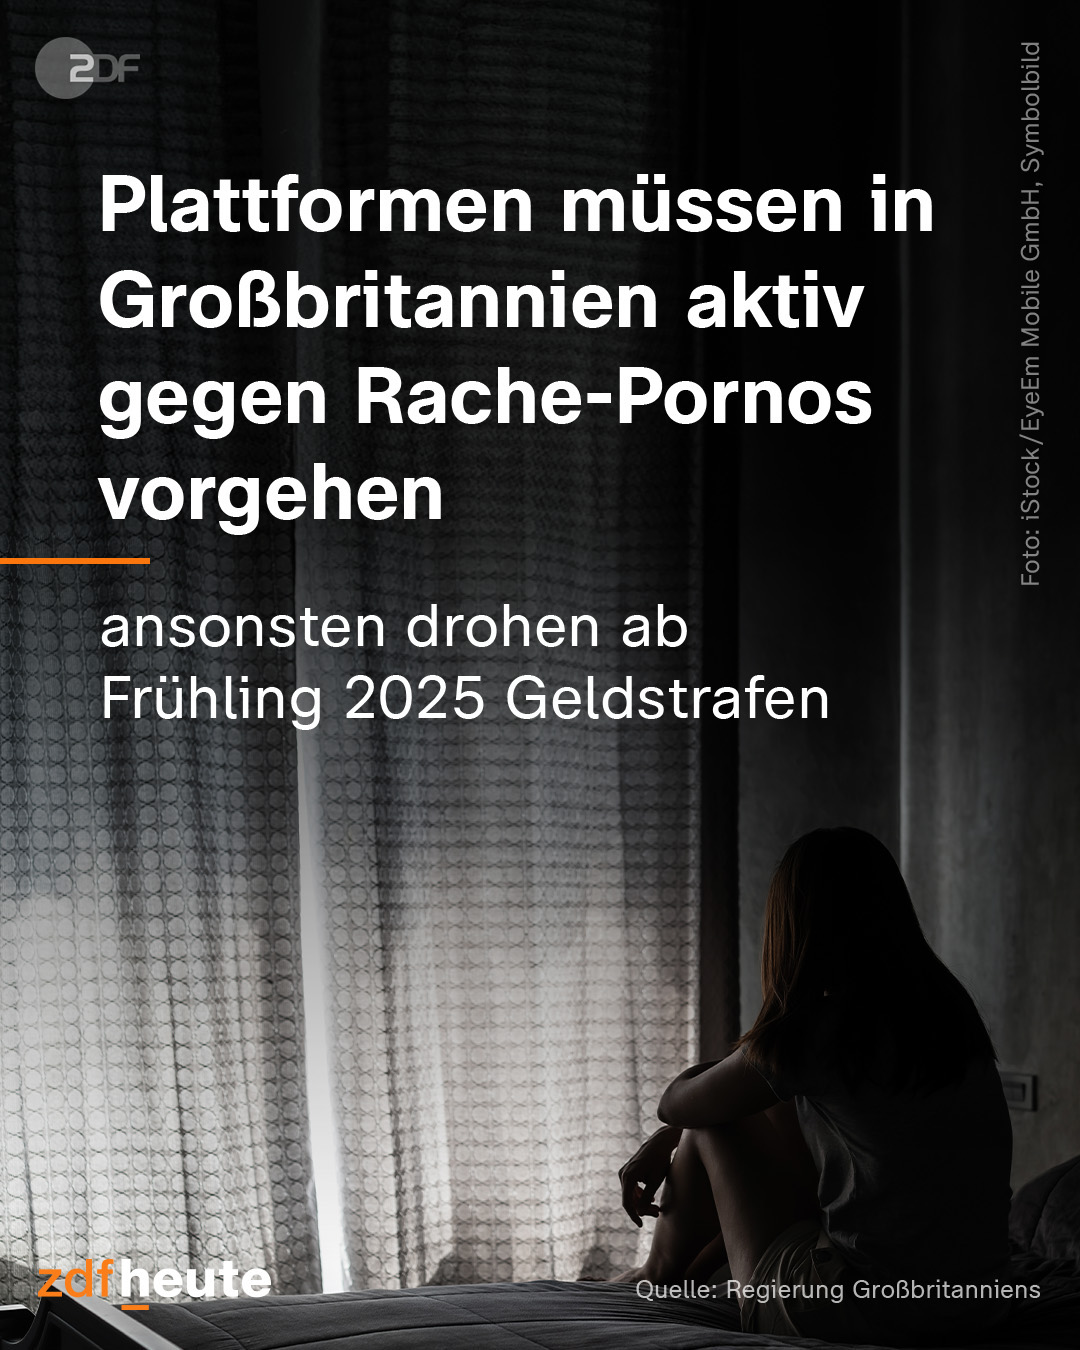 2DF
Foto: iStock/EyeEm Mobile GmbH, Symbolbild
Plattformen müssen in
Großbritannien aktiv
gegen Rache-Pornos
vorgehen
ansonsten drohen ab
Frühling 2025 Geldstrafen
zdfheute
Quelle: Regierung Großbritanniens